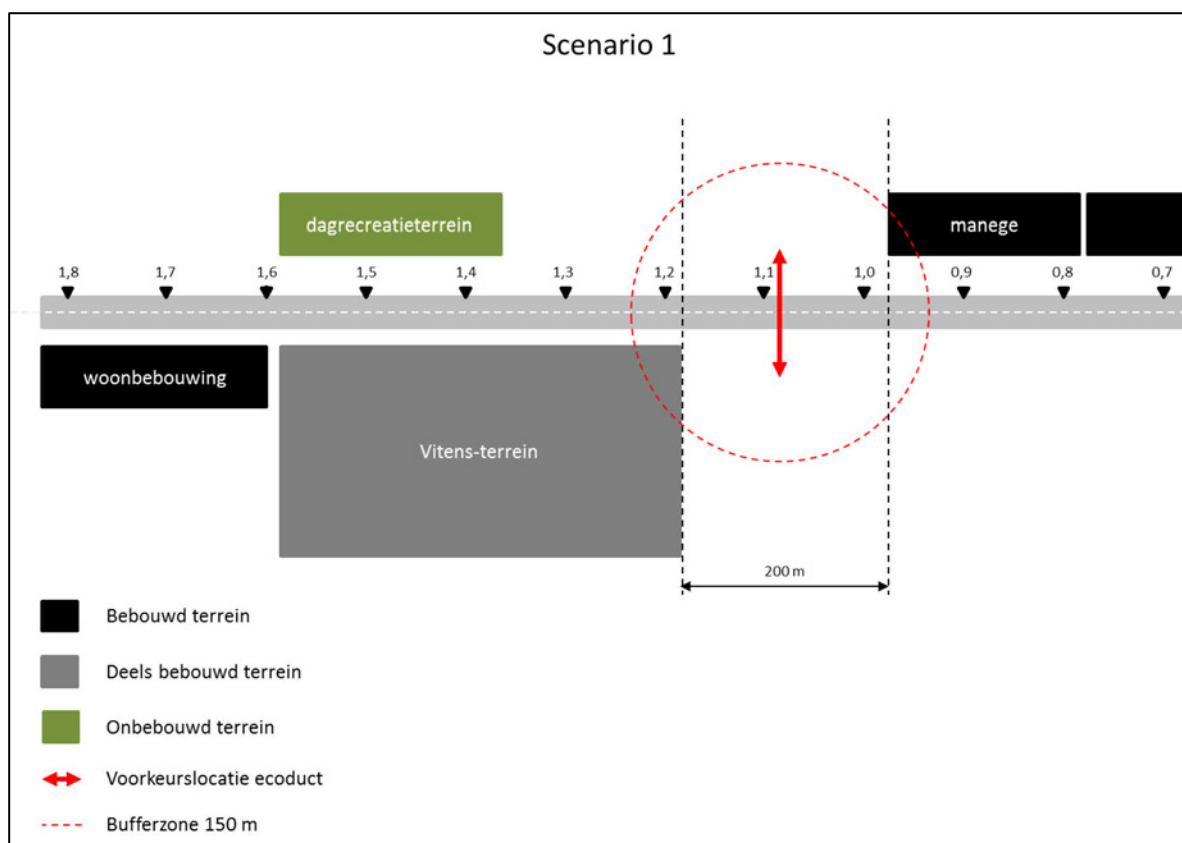 Scenario 1
dagrecreatieterrein
manege
1,8 1,7 1,6 1,5 1,4 1,3 1,2 1,1 1,0 0,9 0,8 0,7
woonbebouwing
Vitens-terrein
200 m
Bebouwd terrein
Deels bebouwd terrein
Onbebouwd terrein
Voorkeurslocatie ecoduct
Bufferzone 150 m